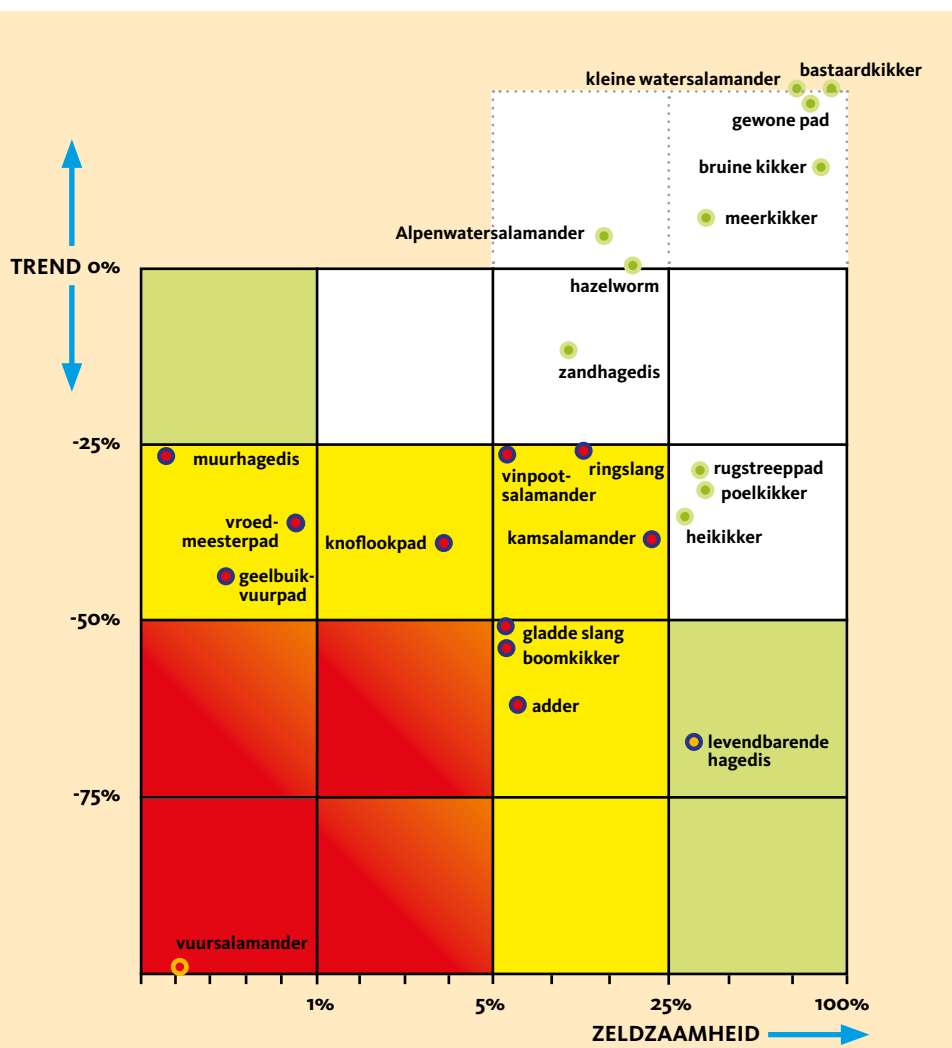 bastaardkikker
kleine watersalamander
gewone pad
bruine kikker
meerkikker
Alpenwatersalamander
TREND 0%
hazelworm
zandhagedis
-25%
muurhagedis
vinpoot-
salamander
ringslang
rugstreeppad
poelkikker
vroed-
meesterpad
knoflookpad
kamsalamander
heikikker
geelbuik-
vuurpad
-50%
gladde slang
boomkikker
adder
levendbarende
hagedis
-75%
vuursalamander
1%
5%
25%
100%
ZELDZAAMHEID